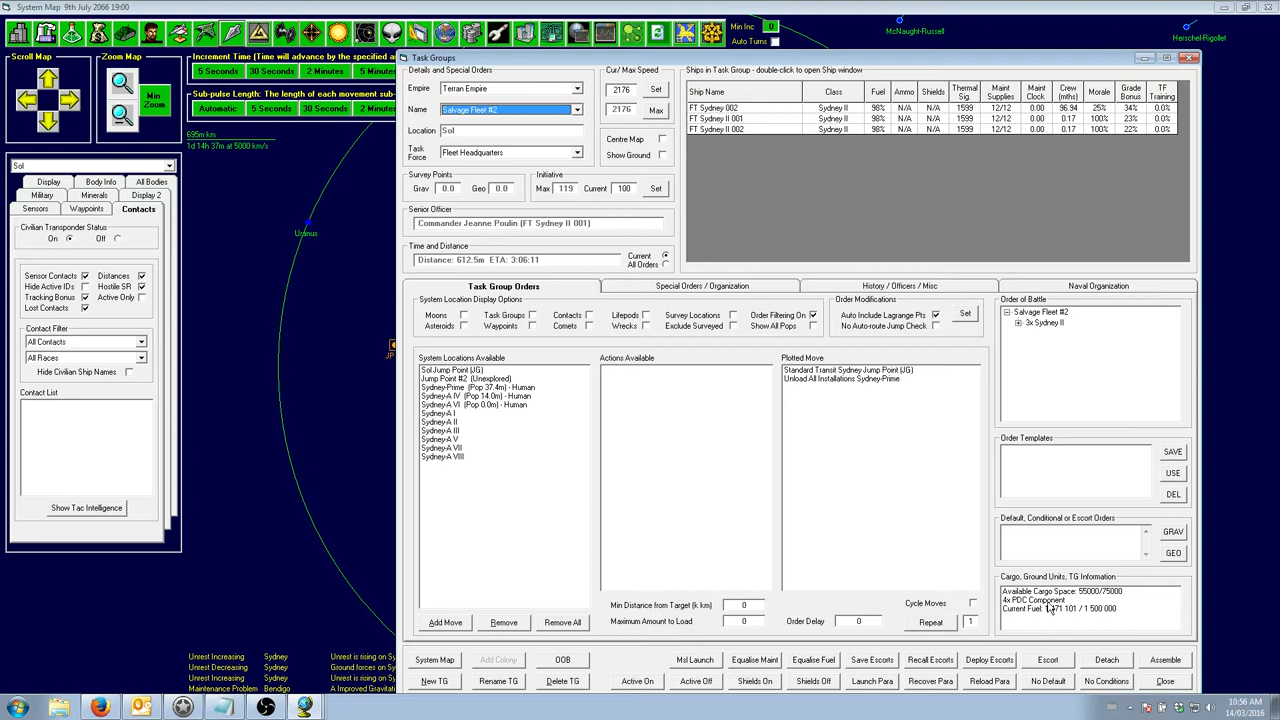 System Map 9th July 2066 19:00
Min Inc 0
Auto Turns
McNaught-Russell
Herschel-Rigollet
Scroll Map
Zoom Map
Min Zoom
Increment Time (Time will advance by the specified a
5 Seconds 30 Seconds 2 Minutes 5 Minutes
Sub-pulse Length: The length of each movement sub-
Automatic 5 Seconds 30 Seconds 2 Minutes
695m km
1d 14h 37m at 5000 km/s
Sol
Display Body Info All Bodies
Military Minerals Display 2
Sensors Waypoints Contacts
Civilian Transponder Status
On Off
Sensor Contacts Distances
Hide Active IDs Hostile SR
Tracking Bonus Active Only
Lost Contacts
Contact Filter
All Contacts
All Races
Hide Civilian Ship Names
Contact List
Show Tac Intelligence
Uranus
JP
Unrest Increasing Sydney Unrest is rising on Sy
Unrest Decreasing Sydney Ground forces on Sy
Unrest Increasing Sydney Unrest is rising on Sy
Maintenance Problem Bendigo A Improved Gravitati
Task Groups
Details and Special Orders
Empire Terran Empire
Name Salvage Fleet #2
Location Sol
Task Force Fleet Headquarters
Cur/ Max Speed
2176 Set
2176 Max
Centre Map
Show Ground
Survey Points
Grav 0.0 Geo 0.0
Initiative
Max 119 Current 100 Set
Senior Officer
Commander Jeanne Poulin (FT Sydney II 001)
Time and Distance
Distance: 612.5m ETA: 3:06:11
Current
All Orders
Ships in Task Group - double-click to open Ship window
Ship Name Class Fuel Ammo Shields Thermal Sig. Maint Supplies Maint Clock Crew (mths) Morale Grade Bonus TF Training
FT Sydney 002 Sydney II 98% N/A N/A 1599 12/12 0.00 96.94 25% 34% 0.0%
FT Sydney II 001 Sydney II 98% N/A N/A 1599 12/12 0.00 0.17 100% 23% 0.0%
FT Sydney II 002 Sydney II 98% N/A N/A 1599 12/12 0.00 0.17 100% 22% 0.0%
Task Group Orders
Special Orders / Organization
History / Officers / Misc
Naval Organization
System Location Display Options
Moons Task Groups Contacts Lifepods Survey Locations Order Filtering On
Asteroids Waypoints Comets Wrecks Exclude Surveyed Show All Pops
Order Modifications
Auto Include Lagrange Pts Set
No Auto-route Jump Check
System Locations Available
Sol Jump Point (JG)
Jump Point #2 (Unexplored)
Sydney-Prime (Pop 37.4m) - Human
Sydney-A IV (Pop 14.0m) - Human
Sydney-A VI (Pop 0.0m) - Human
Sydney-A I
Sydney-A II
Sydney-A III
Sydney-A V
Sydney-A VII
Sydney-A VIII
Actions Available
Plotted Move
Standard Transit Sydney Jump Point (JG)
Unload All Installations Sydney-Prime
Min Distance from Target (k km) 0
Maximum Amount to Load 0
Order Delay 0
Cycle Moves
Repeat 1
Add Move Remove Remove All
Order of Battle
Salvage Fleet #2
3x Sydney II
Order Templates
SAVE
USE
DEL
Default, Conditional or Escort Orders
GRAV
GEO
Cargo, Ground Units, TG Information
Available Cargo Space: 55000/75000
4x PDC Component
Current Fuel: 1 471 101 / 1 500 000
System Map Add Colony OOB Msl Launch Equalise Maint Equalise Fuel Save Escorts Recall Escorts Deploy Escorts Escort Detach Assemble
New TG Rename TG Delete TG Active On Active Off Shields On Shields Off Launch Para Recover Para Reload Para No Default No Conditions Close
10:56 AM
14/03/2016